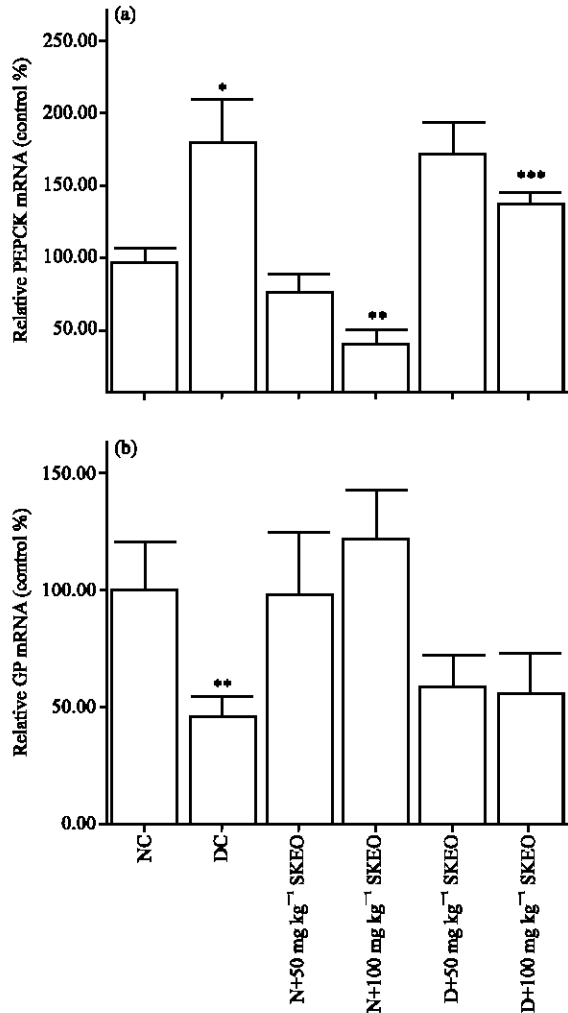 (a)
Relative PEPCK mRNA (control %)
250.00
200.00
150.00
100.00
50.00
*
**
***
(b)
Relative GP mRNA (control %)
150.00
100.00
50.00
0.00
**
NC
DC
N+50 mg kg⁻¹ SKEO
N+100 mg kg⁻¹ SKEO
D+50 mg kg⁻¹ SKEO
D+100 mg kg⁻¹ SKEO